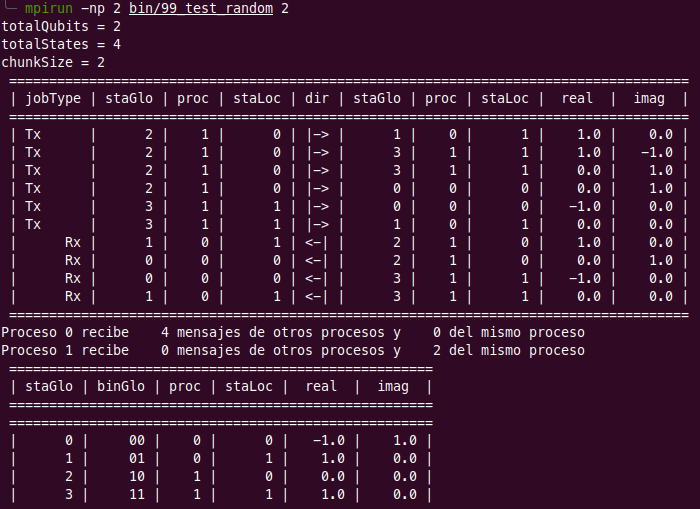 ╰─ mpirun -np 2 bin/99_test_random 2
totalQubits = 2
totalStates = 4
chunkSize = 2
====================================================================================
| jobType | staGlo | proc | staLoc | dir | staGlo | proc | staLoc | real | imag |
====================================================================================
| Tx | 2 | 1 | 0 | |-> | 1 | 0 | 1 | 1.0 | 0.0 |
| Tx | 2 | 1 | 0 | |-> | 3 | 1 | 1 | 1.0 | -1.0 |
| Tx | 2 | 1 | 0 | |-> | 3 | 1 | 1 | 0.0 | 1.0 |
| Tx | 2 | 1 | 0 | |-> | 0 | 0 | 0 | 0.0 | 1.0 |
| Tx | 3 | 1 | 1 | |-> | 0 | 0 | 0 | -1.0 | 0.0 |
| Tx | 3 | 1 | 1 | |-> | 1 | 0 | 1 | 0.0 | 0.0 |
| Rx | 1 | 0 | 1 | <-| | 2 | 1 | 0 | 1.0 | 0.0 |
| Rx | 0 | 0 | 0 | <-| | 2 | 1 | 0 | 0.0 | 1.0 |
| Rx | 0 | 0 | 0 | <-| | 3 | 1 | 1 | -1.0 | 0.0 |
| Rx | 1 | 0 | 1 | <-| | 3 | 1 | 1 | 0.0 | 0.0 |
====================================================================================
Proceso 0 recibe 4 mensajes de otros procesos y 0 del mismo proceso
Proceso 1 recibe 0 mensajes de otros procesos y 2 del mismo proceso
====================================================
| staGlo | binGlo | proc | staLoc | real | imag |
====================================================
====================================================
| 0 | 00 | 0 | 0 | -1.0 | 1.0 |
| 1 | 01 | 0 | 1 | 1.0 | 0.0 |
| 2 | 10 | 1 | 0 | 0.0 | 0.0 |
| 3 | 11 | 1 | 1 | 1.0 | 0.0 |